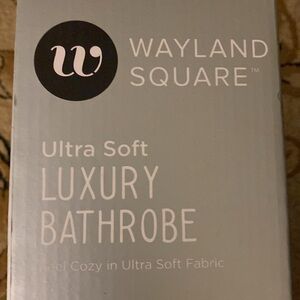 w
WAYLAND
SQUARE™
Ultra Soft
LUXURY
BATHROBE
Cozy in Ultra Soft Fabric